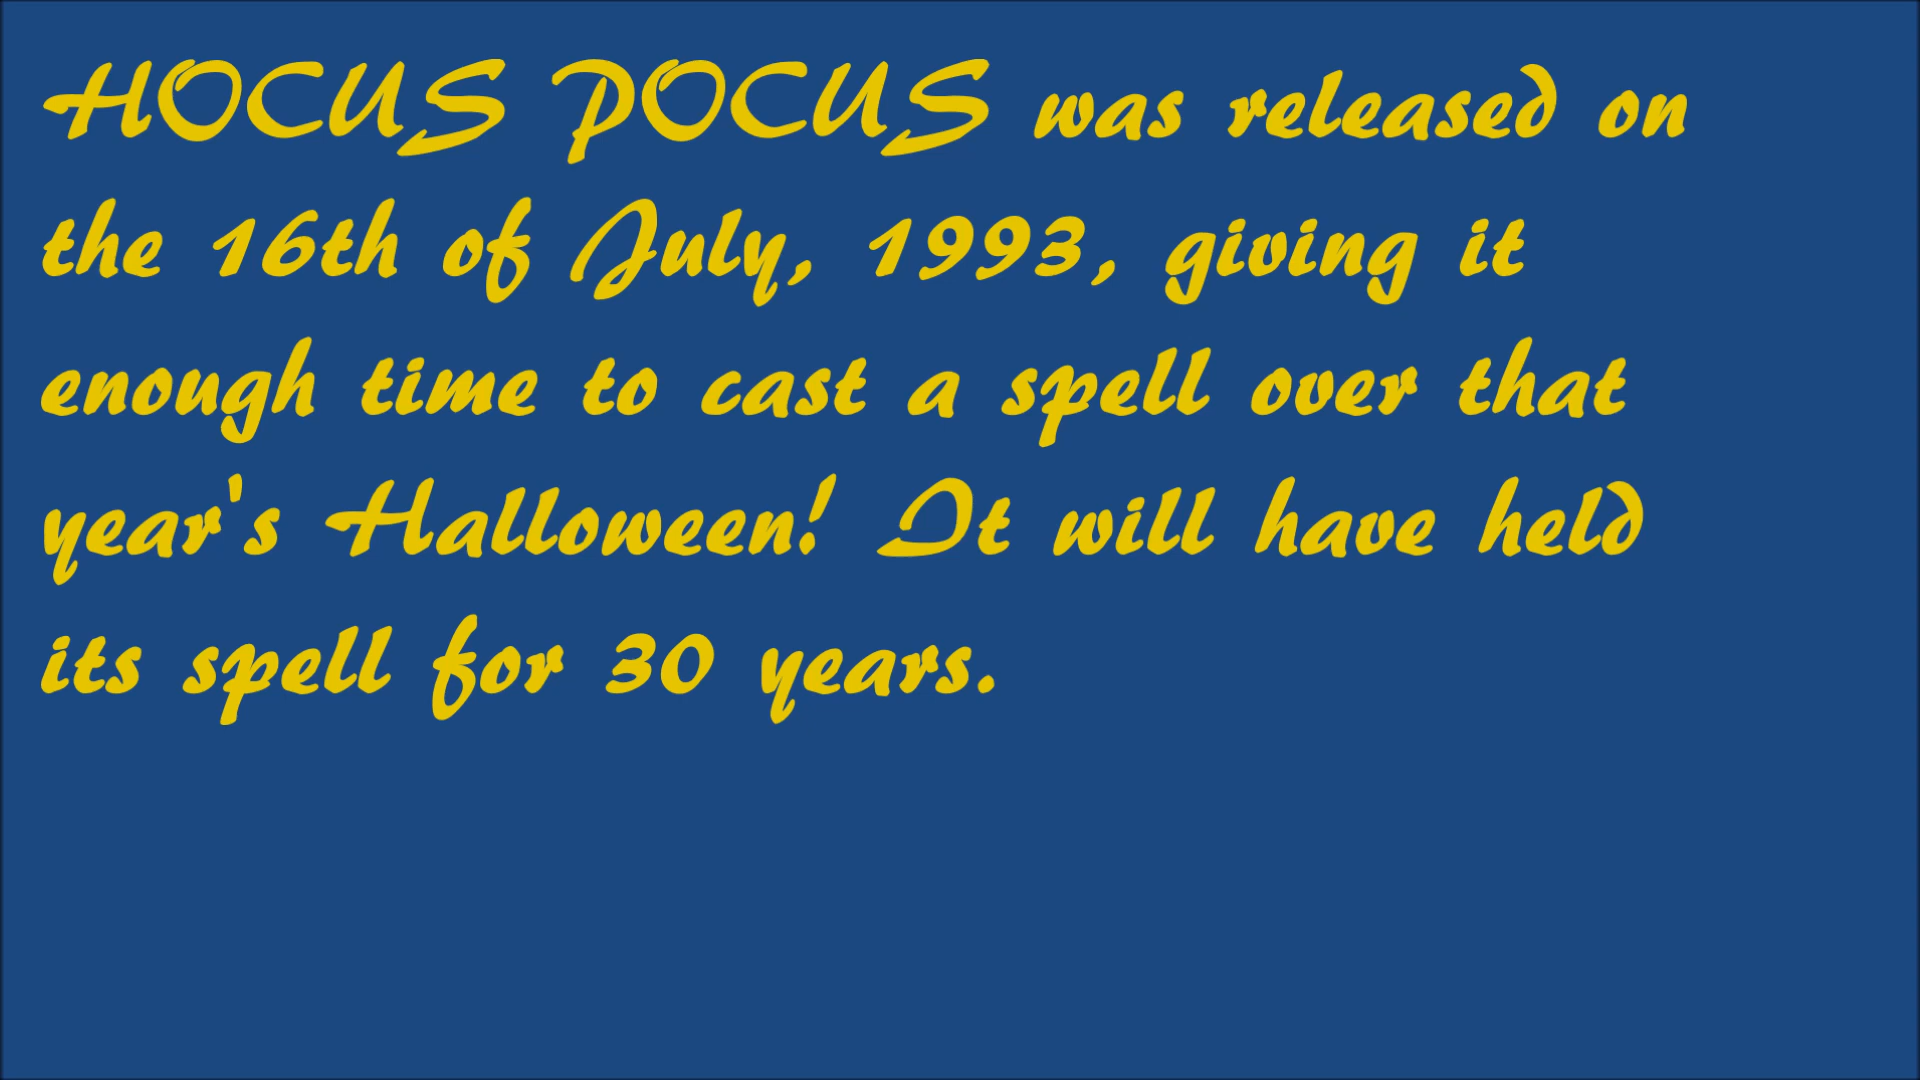 HOCUS POCUS was released on
the 16th of July, 1993, giving it
enough time to cast a spell over that
year's Halloween! It will have held
its spell for 30 years.